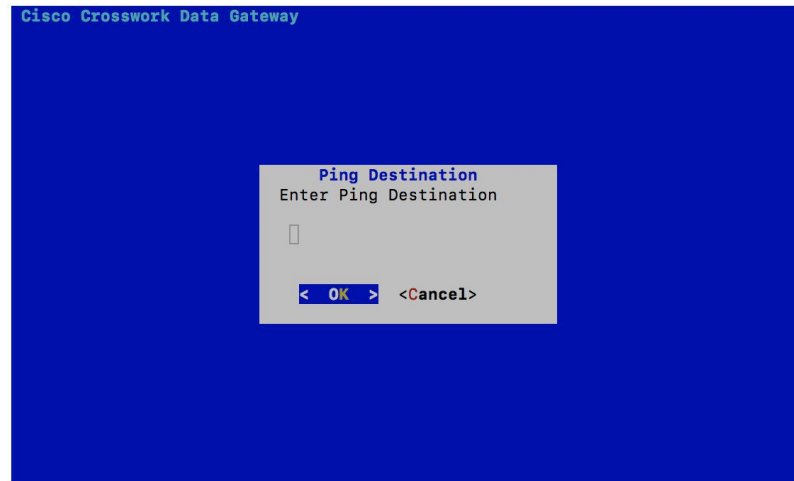 Cisco Crosswork Data Gateway
Ping Destination
Enter Ping Destination
< OK > <Cancel>